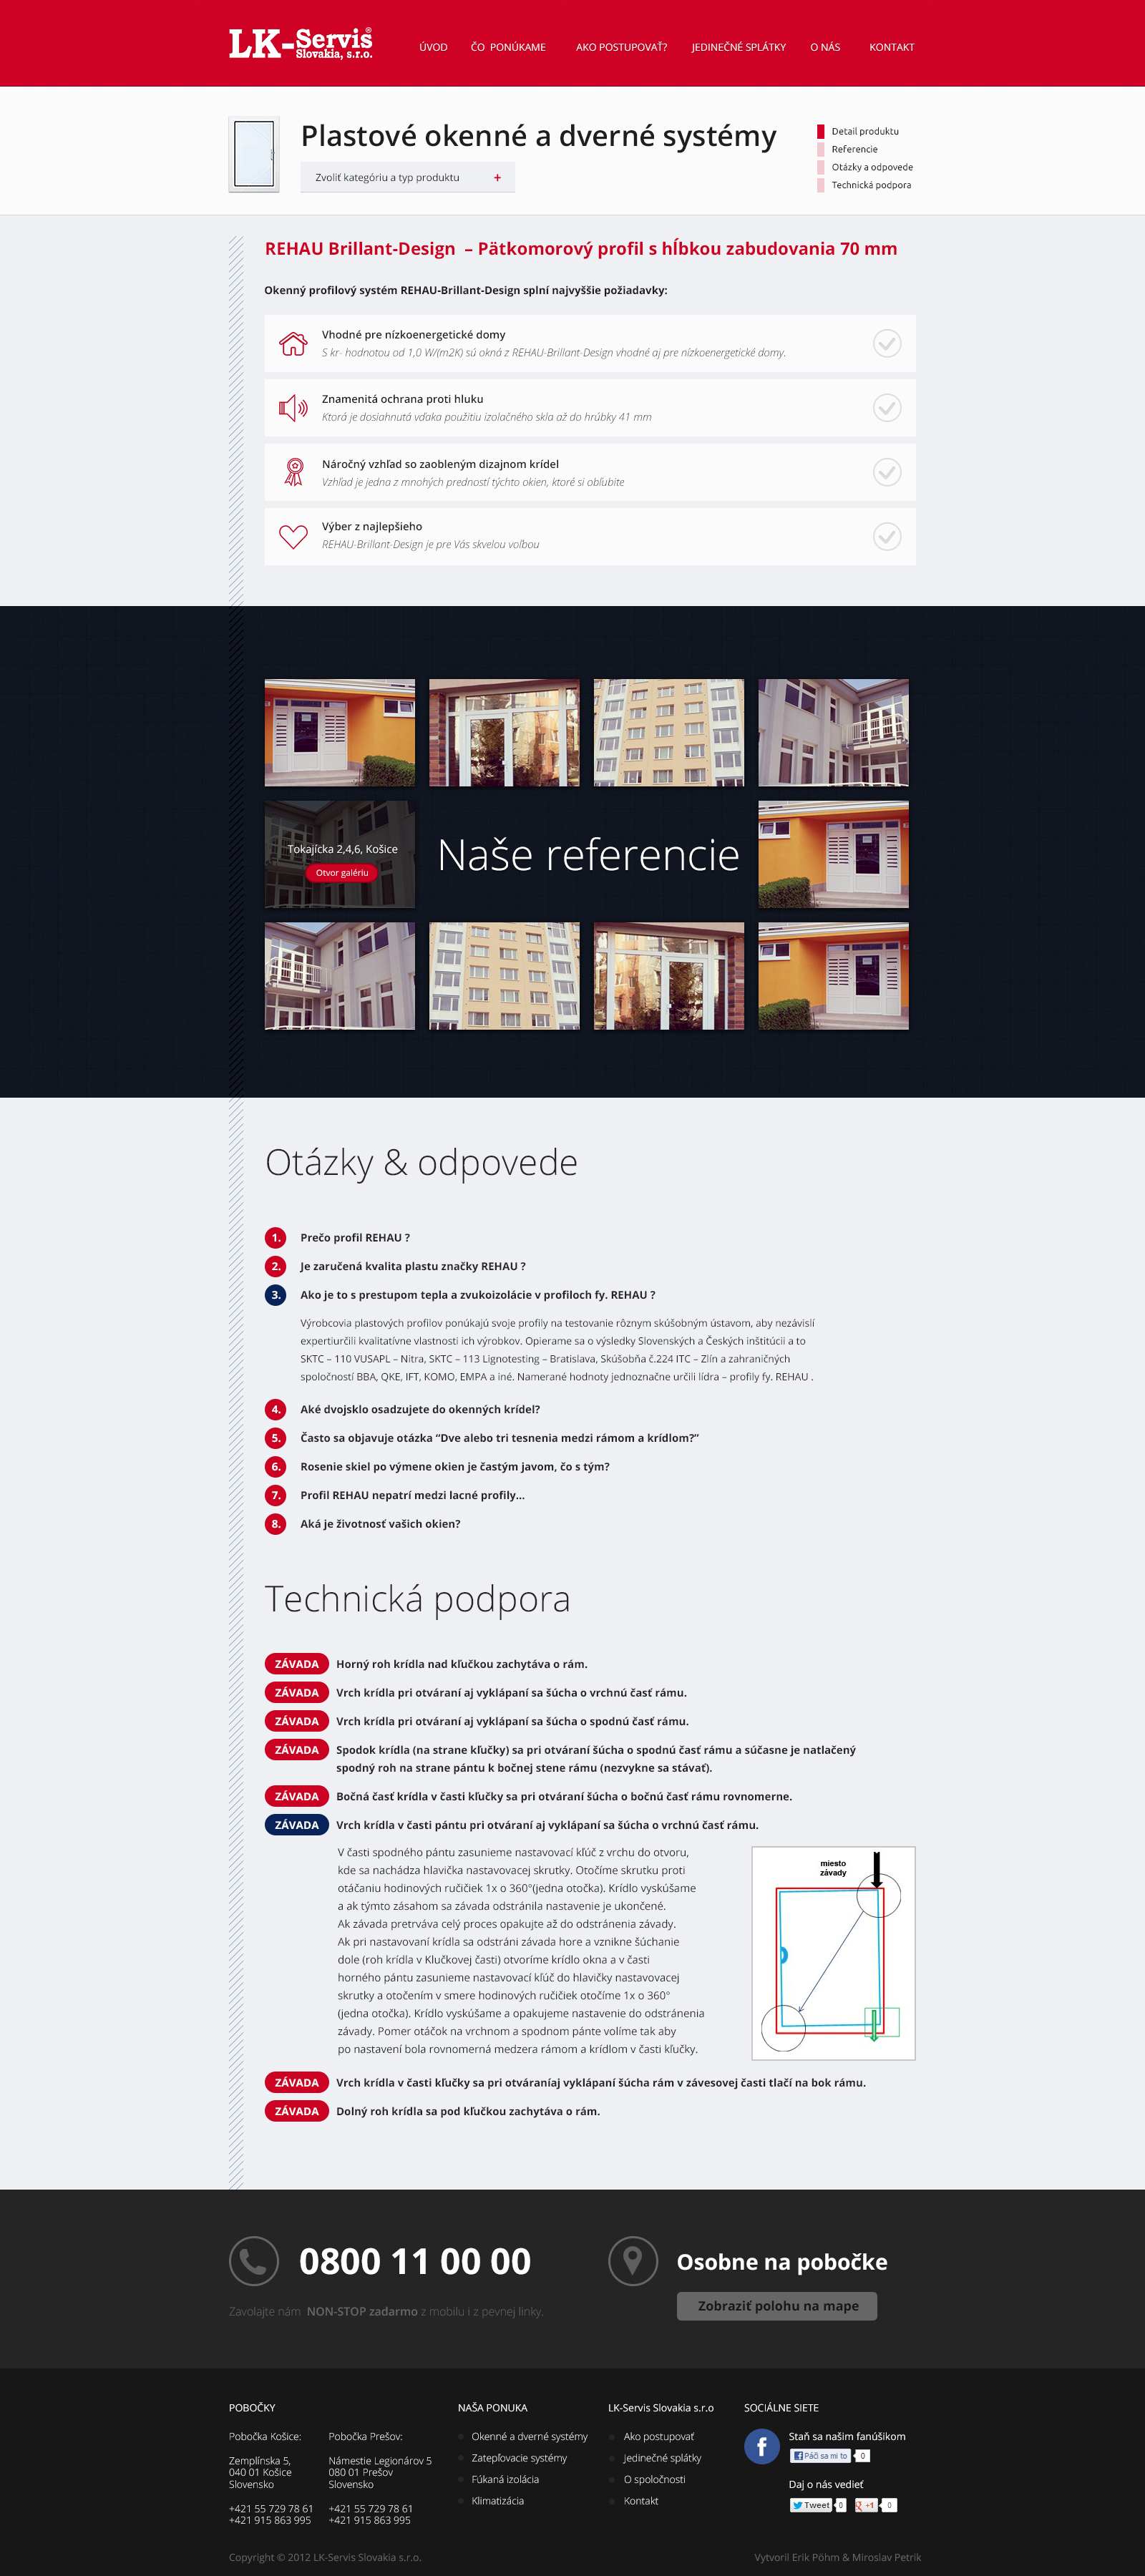 LK-Serviš®
Slovakia, s.r.o.
ÚVOD
ČO PONÚKAME
AKO POSTUPOVAŤ?
JEDINEČNÉ SPLÁTKY
O NÁS
KONTAKT
Plastové okenné a dverné systémy
Zvoliť kategóriu a typ produktu +
Detail produktu
Referencie
Otázky a odpovede
Technická podpora
REHAU Brillant-Design – Pätkomorový profil s hĺbkou zabudovania 70 mm
Okenný profilový systém REHAU-Brillant-Design splní najvyššie požiadavky:
Vhodné pre nízkoenergetické domy
S kr- hodnotou od 1,0 W/(m2K) sú okná z REHAU-Brillant-Design vhodné aj pre nízkoenergetické domy.
Znamenitá ochrana proti hluku
Ktorá je dosiahnutá vďaka použitiu izolačného skla až do hrúbky 41 mm
Náročný vzhľad so zaobleným dizajnom krídel
Vzhľad je jedna z mnohých predností týchto okien, ktoré si obľubite
Výber z najlepšieho
REHAU-Brillant-Design je pre Vás skvelou voľbou
Tokajícka 2,4,6, Košice
Otvor galériu
Naše referencie
Otázky & odpovede
1. Prečo profil REHAU ?
2. Je zaručená kvalita plastu značky REHAU ?
3. Ako je to s prestupom tepla a zvukoizolácie v profiloch fy. REHAU ?
Výrobcovia plastových profilov ponúkajú svoje profily na testovanie rôznym skúšobným ústavom, aby nezávislí
expertiurčili kvalitatívne vlastnosti ich výrobkov. Opierame sa o výsledky Slovenských a Českých inštitúcii a to
SKTC – 110 VUSAPL – Nitra, SKTC – 113 Lignotesting – Bratislava, Skúšobňa č.224 ITC – Zlín a zahraničných
spoločností BBA, QKE, IFT, KOMO, EMPA a iné. Namerané hodnoty jednoznačne určili lídra – profily fy. REHAU .
4. Aké dvojsklo osadzujete do okenných krídel?
5. Často sa objavuje otázka “Dve alebo tri tesnenia medzi rámom a krídlom?”
6. Rosenie skiel po výmene okien je častým javom, čo s tým?
7. Profil REHAU nepatrí medzi lacné profily...
8. Aká je životnosť vašich okien?
Technická podpora
ZÁVADA Horný roh krídla nad kľučkou zachytáva o rám.
ZÁVADA Vrch krídla pri otváraní aj vyklápaní sa šúcha o vrchnú časť rámu.
ZÁVADA Vrch krídla pri otváraní aj vyklápaní sa šúcha o spodnú časť rámu.
ZÁVADA Spodok krídla (na strane kľučky) sa pri otváraní šúcha o spodnú časť rámu a súčasne je natlačený
spodný roh na strane pántu k bočnej stene rámu (nezvykne sa stávať).
ZÁVADA Bočná časť krídla v časti kľučky sa pri otváraní šúcha o bočnú časť rámu rovnomerne.
ZÁVADA Vrch krídla v časti pántu pri otváraní aj vyklápaní sa šúcha o vrchnú časť rámu.
V časti spodného pántu zasunieme nastavovací kľúč z vrchu do otvoru,
kde sa nachádza hlavička nastavovacej skrutky. Otočíme skrutku proti
otáčaniu hodinových ručičiek 1x o 360°(jedna otočka). Krídlo vyskúšame
a ak týmto zásahom sa závada odstránila nastavenie je ukončené.
Ak závada pretrváva celý proces opakujte až do odstránenia závady.
Ak pri nastavovaní krídla sa odstráni závada hore a vznikne šúchanie
dole (roh krídla v Klučkovej časti) otvoríme krídlo okna a v časti
horného pántu zasunieme nastavovací kľúč do hlavičky nastavovacej
skrutky a otočením v smere hodinových ručičiek otočíme 1x o 360°
(jedna otočka). Krídlo vyskúšame a opakujeme nastavenie do odstránenia
závady. Pomer otáčok na vrchnom a spodnom pánte volíme tak aby
po nastavení bola rovnomerná medzera rámom a krídlom v časti kľučky.
miesto
závady
ZÁVADA Vrch krídla v časti kľučky sa pri otváraníaj vyklápaní šúcha rám v závesovej časti tlačí na bok rámu.
ZÁVADA Dolný roh krídla sa pod kľučkou zachytáva o rám.
0800 11 00 00
Zavolajte nám NON-STOP zadarmo z mobilu i z pevnej linky.
Osobne na pobočke
Zobraziť polohu na mape
POBOČKY
Pobočka Košice:
Zemplínska 5,
040 01 Košice
Slovensko
+421 55 729 78 61
+421 915 863 995
Pobočka Prešov:
Námestie Legionárov 5
080 01 Prešov
Slovensko
+421 55 729 78 61
+421 915 863 995
NAŠA PONUKA
Okenné a dverné systémy
Zatepľovacie systémy
Fúkaná izolácia
Klimatizácia
LK-Servis Slovakia s.r.o
Ako postupovať
Jedinečné splátky
O spoločnosti
Kontakt
SOCIÁLNE SIETE
f
Staň sa našim fanúšikom
Páči sa mi to 0
Daj o nás vedieť
Tweet 0
g +1 0
Copyright © 2012 LK-Servis Slovakia s.r.o.
Vytvoril Erik Pöhm & Miroslav Petrik